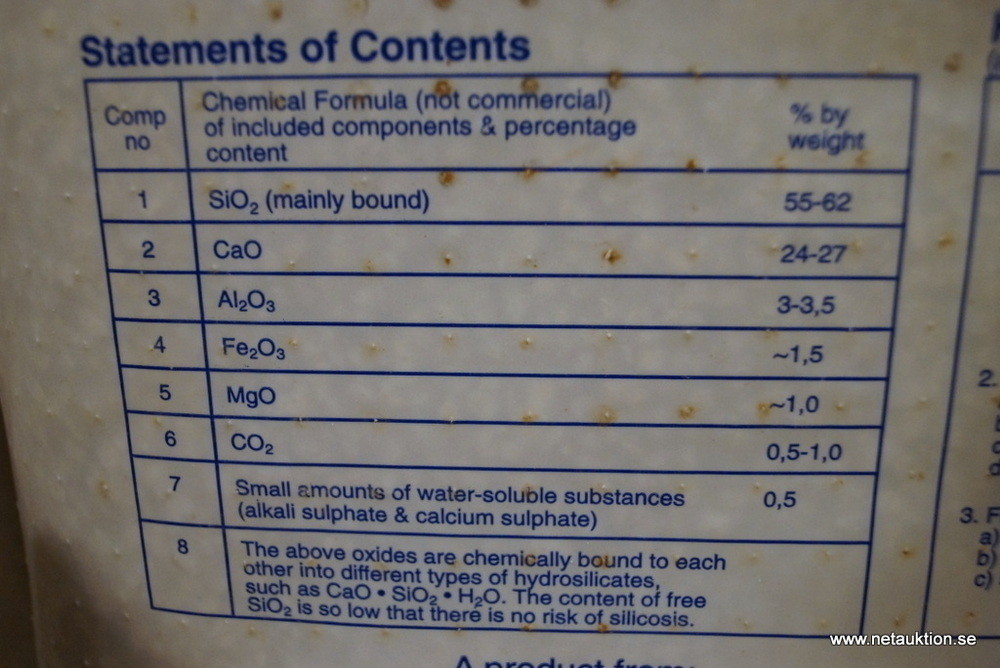 Statements of Contents
Comp no
Chemical Formula (not commercial)
of included components & percentage
content
% by
weight
1 SiO₂ (mainly bound) 55-62
2 CaO 24-27
3 Al₂O₃ 3-3,5
4 Fe₂O₃ ~1,5
5 MgO ~1,0
6 CO₂ 0,5-1,0
7 Small amounts of water-soluble substances 0,5
(alkali sulphate & calcium sulphate)
8 The above oxides are chemically bound to each
other into different types of hydrosilicates,
such as CaO • SiO₂ • H₂O. The content of free
SiO₂ is so low that there is no risk of silicosis.
A product from:
2.
3. F
a)
b)
c)
www.netauktion.se